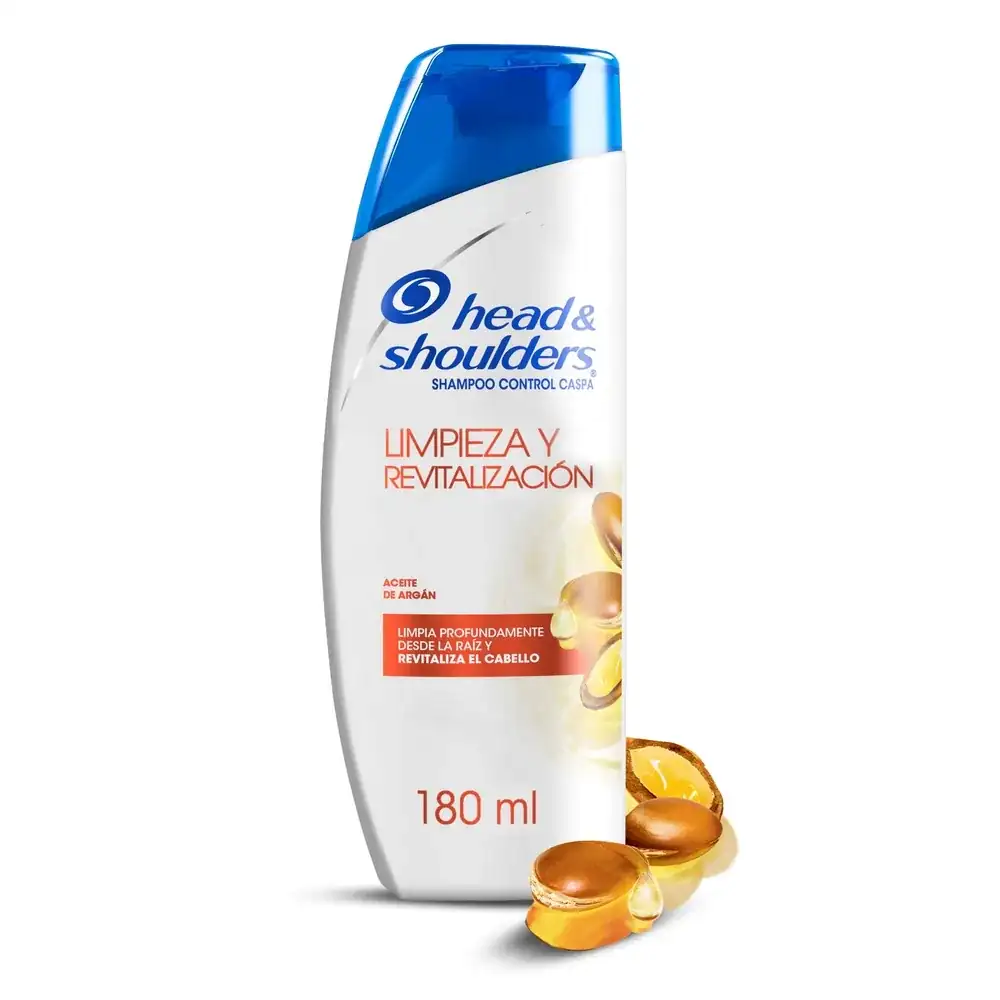 head &
shoulders®
SHAMPOO CONTROL CASPA
LIMPIEZA Y
REVITALIZACIÓN
ACEITE
DE ARGÁN
LIMPIA PROFUNDAMENTE
DESDE LA RAÍZ Y
REVITALIZA EL CABELLO
180 ml